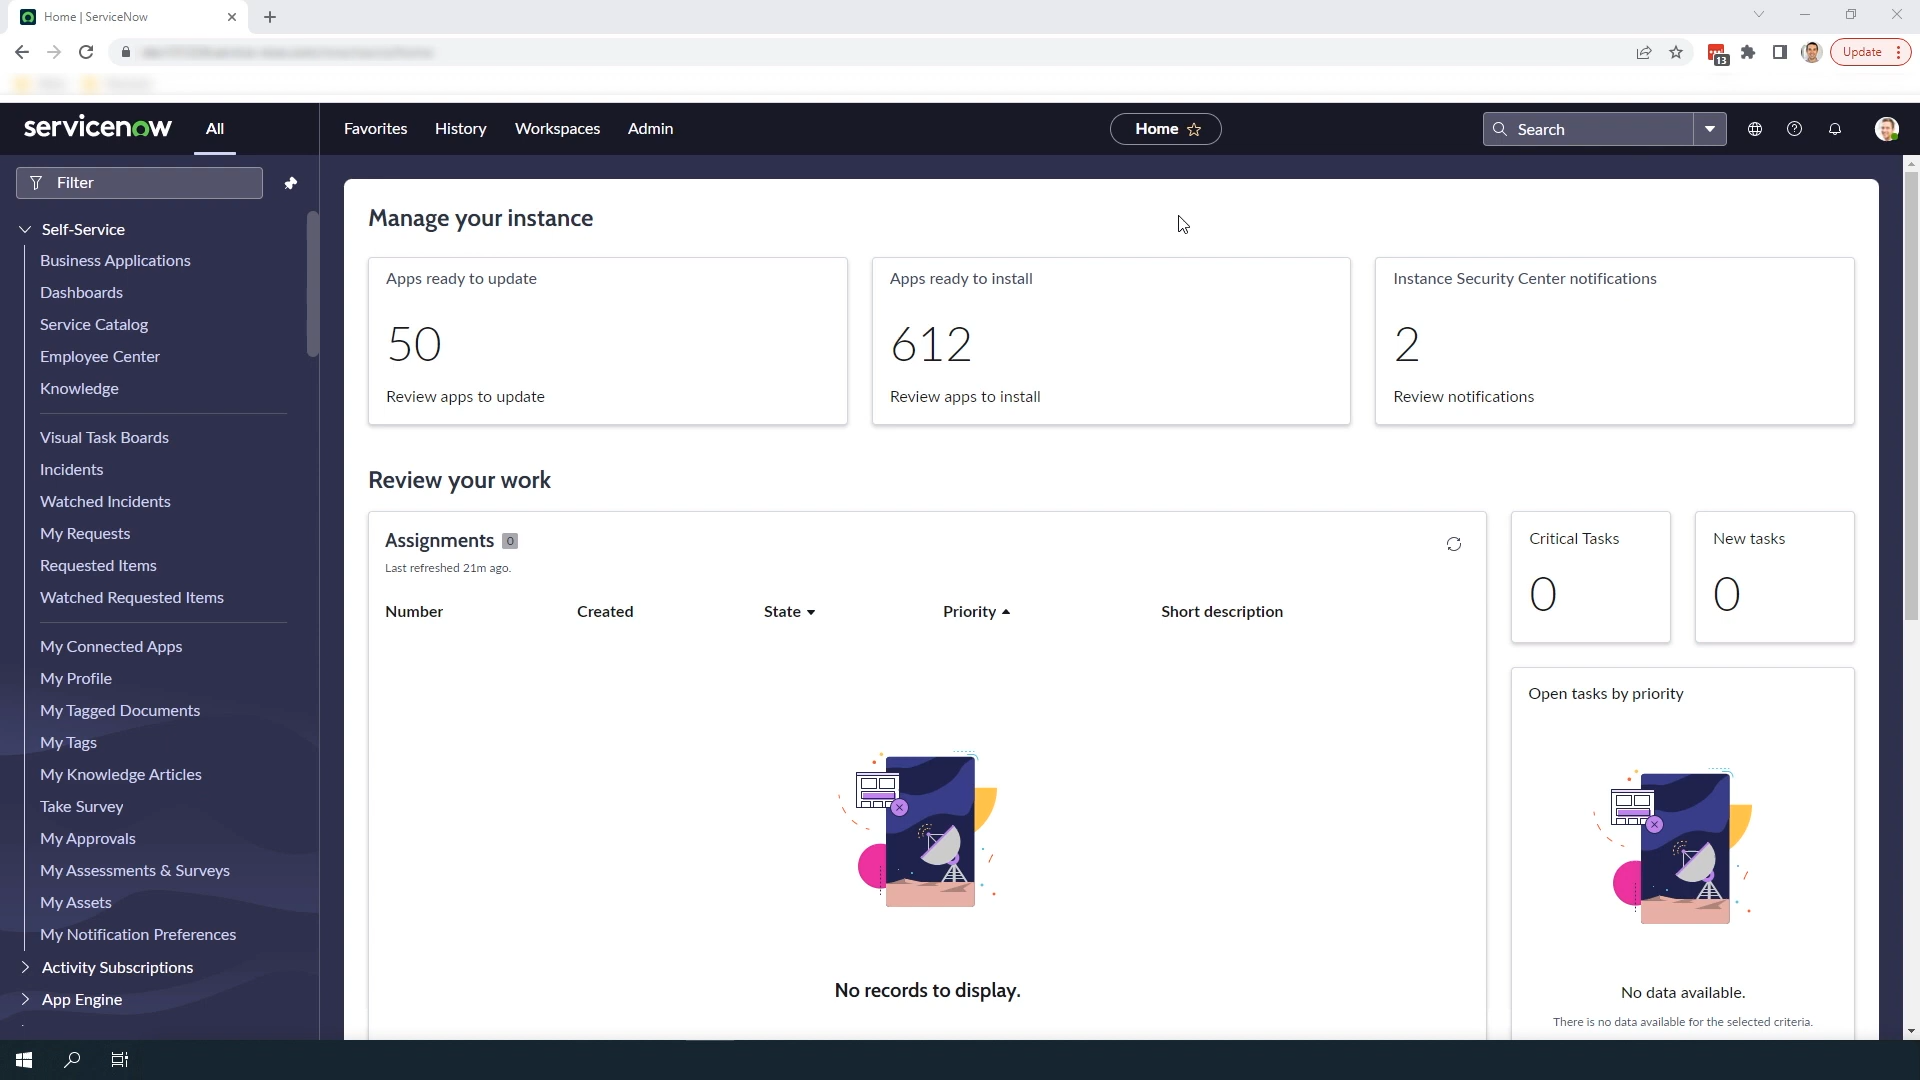 Home | ServiceNow
Update
13
servicenow
All
Favorites
History
Workspaces
Admin
Home
Search
Filter
Self-Service
Business Applications
Dashboards
Service Catalog
Employee Center
Knowledge
Visual Task Boards
Incidents
Watched Incidents
My Requests
Requested Items
Watched Requested Items
My Connected Apps
My Profile
My Tagged Documents
My Tags
My Knowledge Articles
Take Survey
My Approvals
My Assessments & Surveys
My Assets
My Notification Preferences
Activity Subscriptions
App Engine
Manage your instance
Apps ready to update
50
Review apps to update
Apps ready to install
612
Review apps to install
Instance Security Center notifications
2
Review notifications
Review your work
Assignments 0
Last refreshed 21m ago.
Number Created State Priority Short description
No records to display.
Critical Tasks
0
New tasks
0
Open tasks by priority
No data available.
There is no data available for the selected criteria.